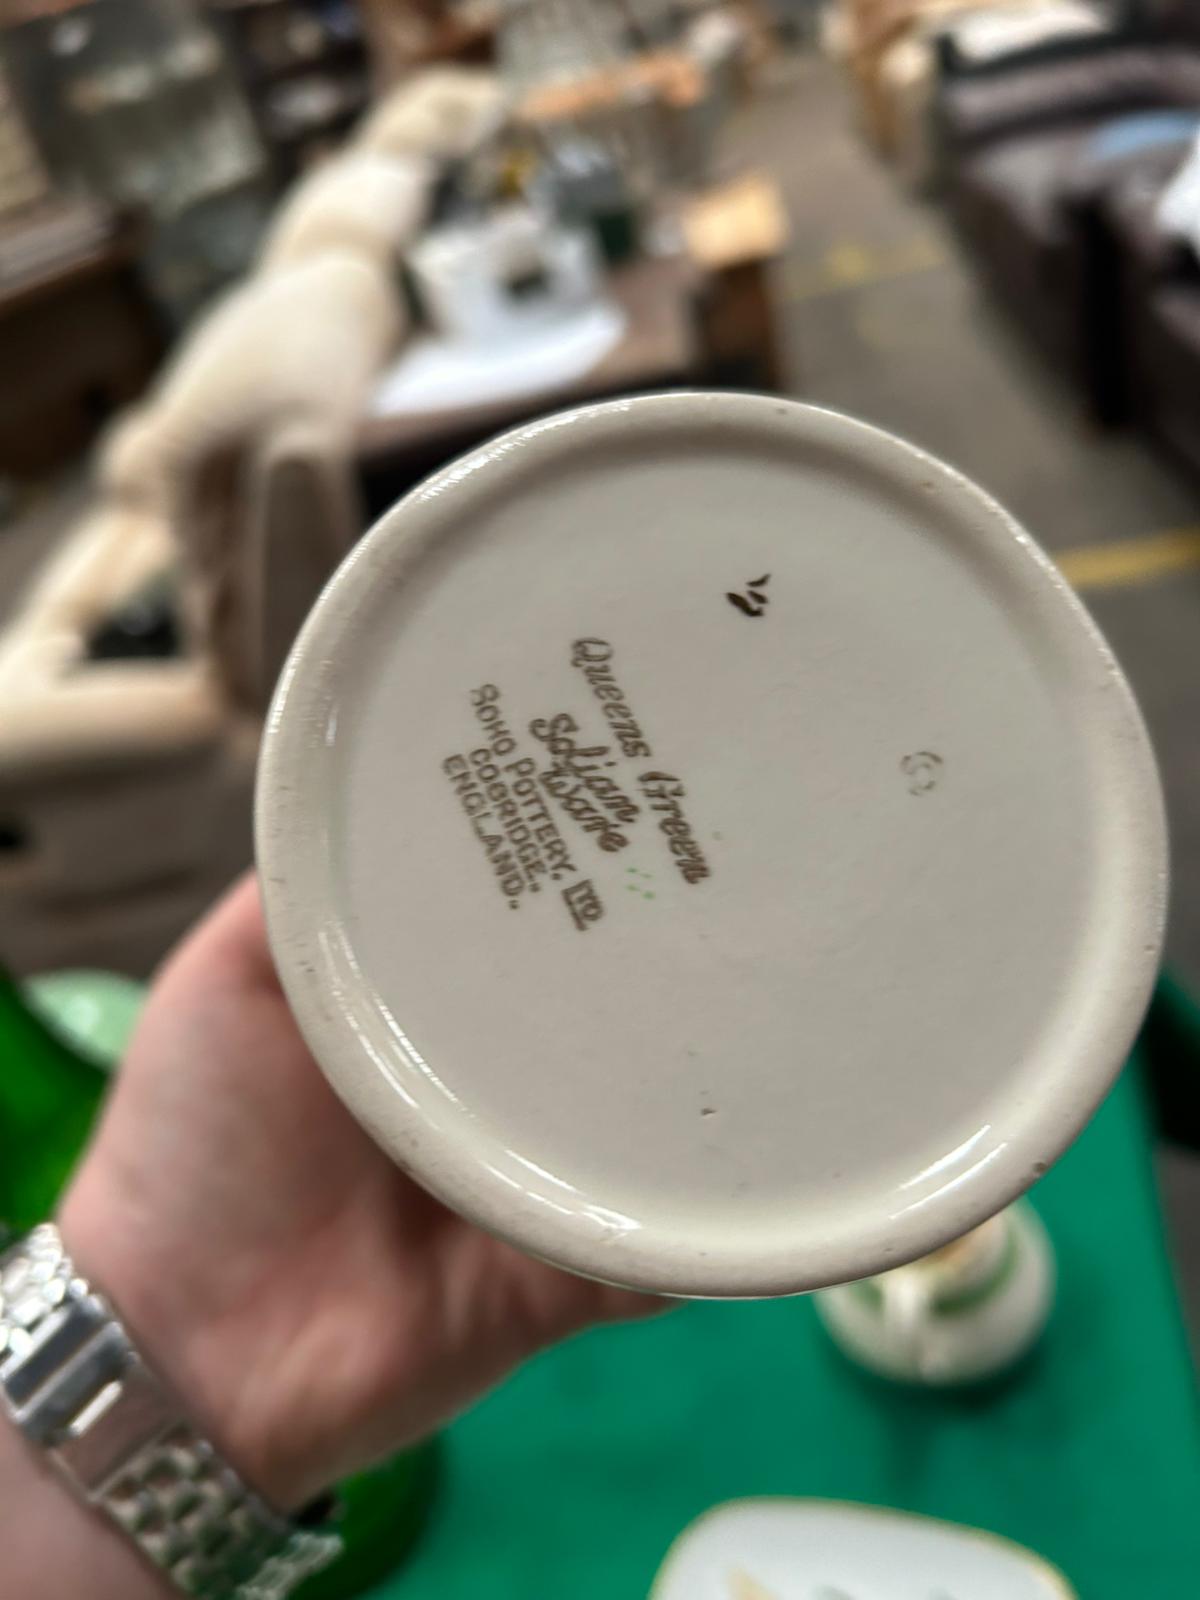 Queens Green
Solian
Ware
SOHO POTTERY. LTD
COBRIDGE.
ENGLAND.